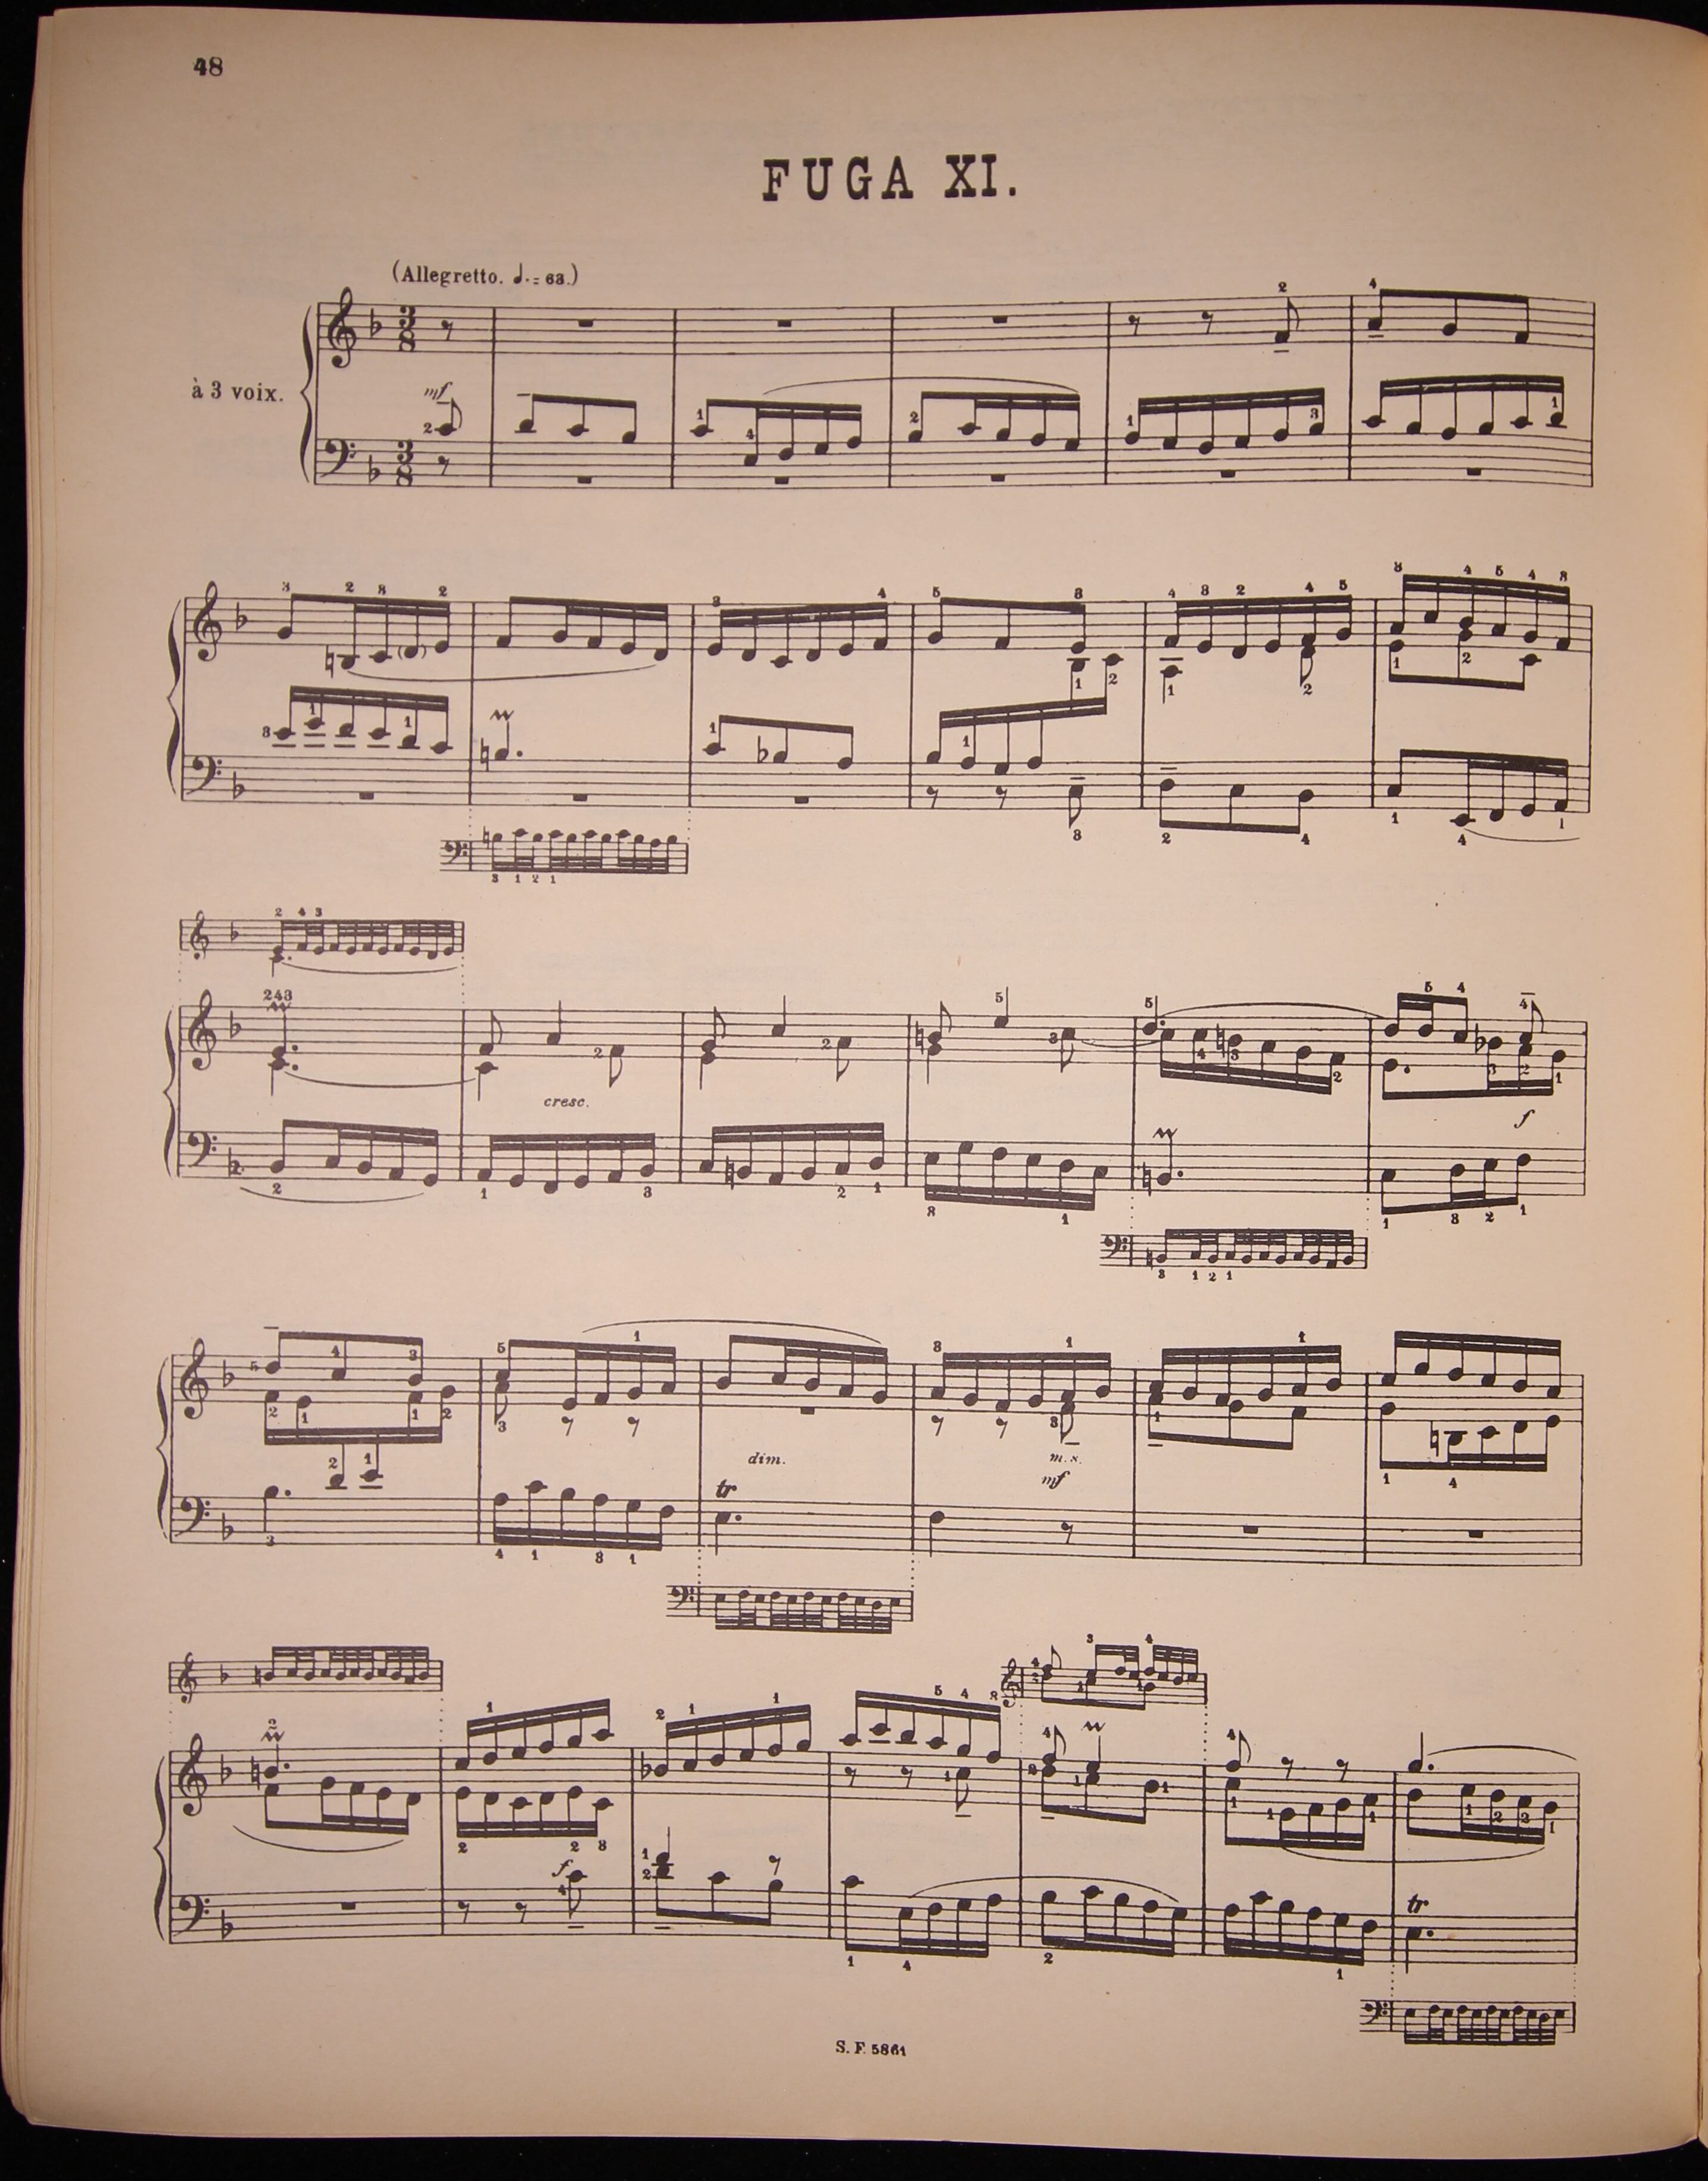 48
FUGA XI.
(Allegretto. ♩. = 63.)
à 3 voix.
mf
cresc.
f
dim.
m. s.
mf
tr
f
tr
S. F. 5861